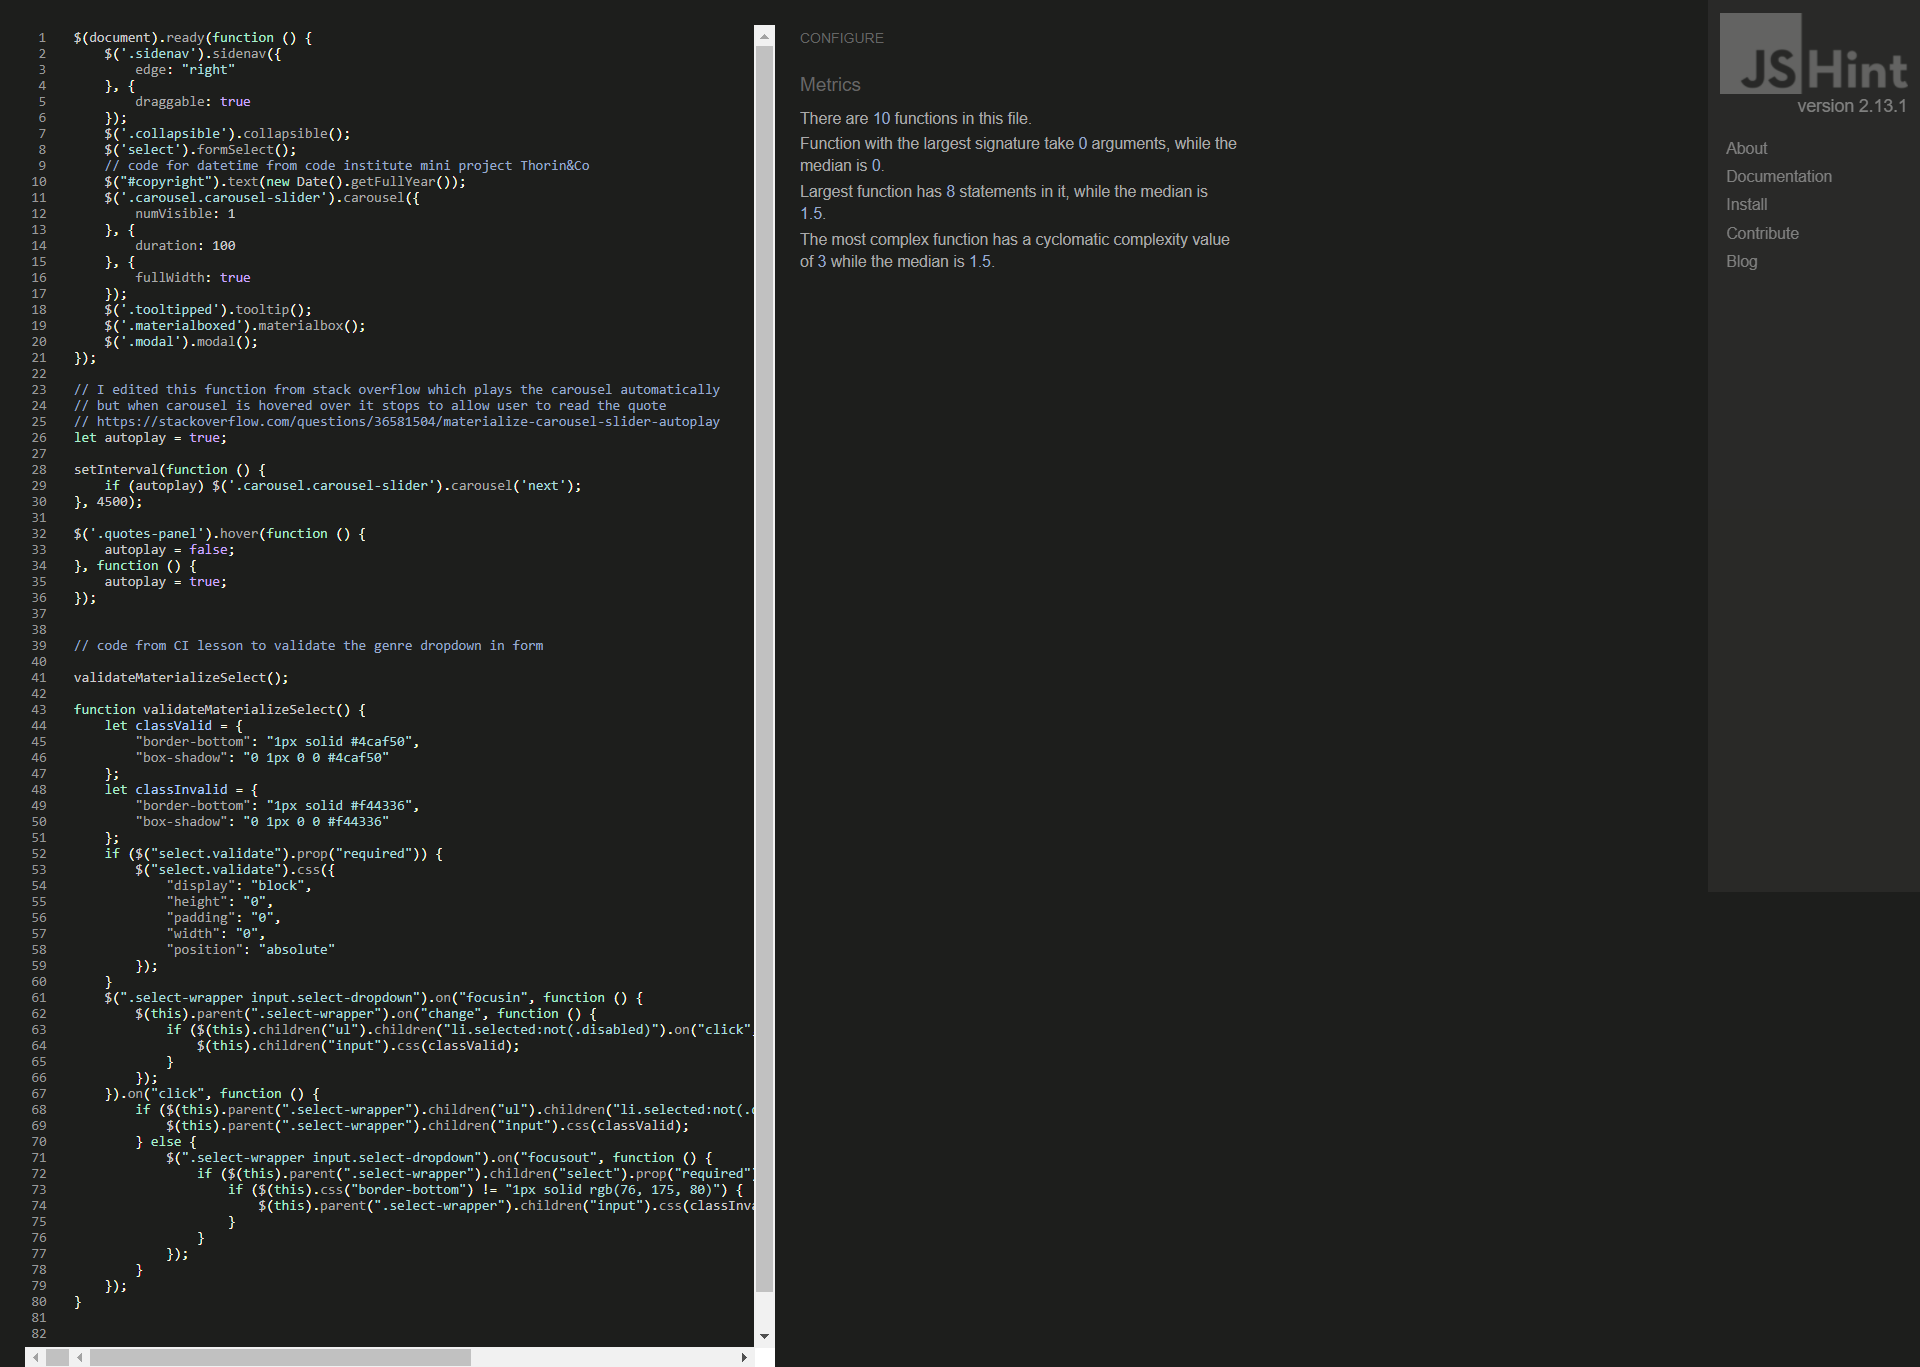 1 $(document).ready(function () {
2 $('.sidenav').sidenav({
3 edge: "right"
4 }, {
5 draggable: true
6 });
7 $('.collapsible').collapsible();
8 $('select').formSelect();
9 // code for datetime from code institute mini project Thorin&Co
10 $("#copyright").text(new Date().getFullYear());
11 $('.carousel.carousel-slider').carousel({
12 numVisible: 1
13 }, {
14 duration: 100
15 }, {
16 fullWidth: true
17 });
18 $('.tooltipped').tooltip();
19 $('.materialboxed').materialbox();
20 $('.modal').modal();
21 });
22
23 // I edited this function from stack overflow which plays the carousel automatically
24 // but when carousel is hovered over it stops to allow user to read the quote
25 // https://stackoverflow.com/questions/36581504/materialize-carousel-slider-autoplay
26 let autoplay = true;
27
28 setInterval(function () {
29 if (autoplay) $('.carousel.carousel-slider').carousel('next');
30 }, 4500);
31
32 $('.quotes-panel').hover(function () {
33 autoplay = false;
34 }, function () {
35 autoplay = true;
36 });
37
38
39 // code from CI lesson to validate the genre dropdown in form
40
41 validateMaterializeSelect();
42
43 function validateMaterializeSelect() {
44 let classValid = {
45 "border-bottom": "1px solid #4caf50",
46 "box-shadow": "0 1px 0 0 #4caf50"
47 };
48 let classInvalid = {
49 "border-bottom": "1px solid #f44336",
50 "box-shadow": "0 1px 0 0 #f44336"
51 };
52 if ($("select.validate").prop("required")) {
53 $("select.validate").css({
54 "display": "block",
55 "height": "0",
56 "padding": "0",
57 "width": "0",
58 "position": "absolute"
59 });
60 }
61 $(".select-wrapper input.select-dropdown").on("focusin", function () {
62 $(this).parent(".select-wrapper").on("change", function () {
63 if ($(this).children("ul").children("li.selected:not(.disabled)").on("click",
64 $(this).children("input").css(classValid);
65 }
66 });
67 }).on("click", function () {
68 if ($(this).parent(".select-wrapper").children("ul").children("li.selected:not(.
69 $(this).parent(".select-wrapper").children("input").css(classValid);
70 } else {
71 $(".select-wrapper input.select-dropdown").on("focusout", function () {
72 if ($(this).parent(".select-wrapper").children("select").prop("required"
73 if ($(this).css("border-bottom") != "1px solid rgb(76, 175, 80)") {
74 $(this).parent(".select-wrapper").children("input").css(classInva
75 }
76 }
77 });
78 }
79 });
80 }
81
82
CONFIGURE
Metrics
There are 10 functions in this file.
Function with the largest signature take 0 arguments, while the
median is 0.
Largest function has 8 statements in it, while the median is
1.5.
The most complex function has a cyclomatic complexity value
of 3 while the median is 1.5.
JSHint
version 2.13.1
About
Documentation
Install
Contribute
Blog